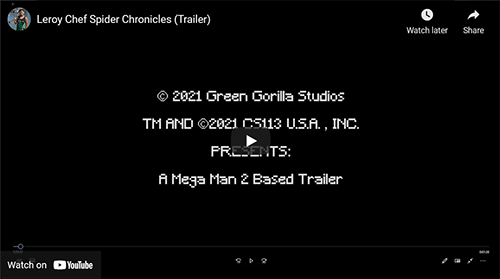 Leroy Chef Spider Chronicles (Trailer)
Watch later
Share
© 2021 Green Gorilla Studios
TM AND ©2021 CS113 U.S.A. , INC.
PRESENTS:
A Mega Man 2 Based Trailer
Watch on YouTube